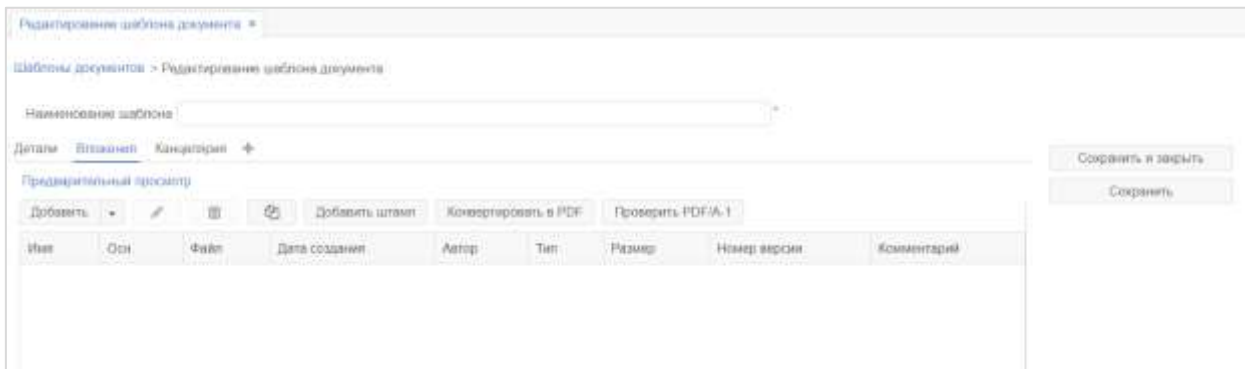 Редактирование шаблона документа ×
Шаблоны документов > Редактирование шаблона документа
Наименование шаблона *
Детали Вложения Канцелярия +
Сохранить и закрыть
Предварительный просмотр
Сохранить
Добавить Добавить штамп Конвертировать в PDF Проверить PDF/A-1
Имя Осн Файл Дата создания Автор Тип Размер Номер версии Комментарий